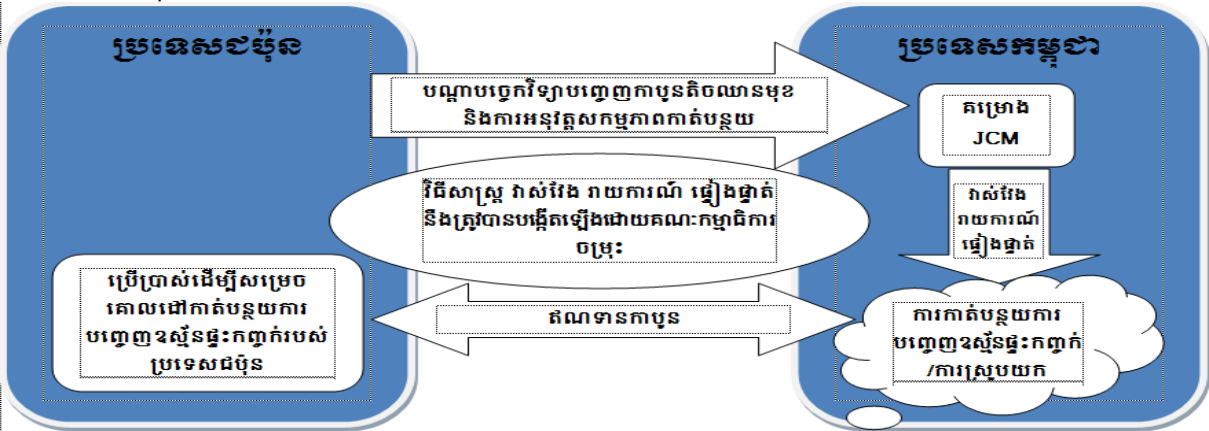 ប្រទេសជប៉ុន
ប្រទេសកម្ពុជា
បណ្តាបច្ចេកវិទ្យាបញ្ចេញកាបូនតិចឈានមុខ
និងការអនុវត្តសកម្មភាពកាត់បន្ថយ
គម្រោង
JCM
វិធីសាស្ត្រ វាស់វែង រាយការណ៍ ផ្ទៀងផ្ទាត់
នឹងត្រូវបានបង្កើតឡើងដោយគណៈកម្មាធិការ
ចម្រុះ
វាស់វែង
រាយការណ៍
ផ្ទៀងផ្ទាត់
ប្រើប្រាស់ដើម្បីសម្រេច
គោលដៅកាត់បន្ថយការ
បញ្ចេញឧស្ម័នផ្ទះកញ្ចក់របស់
ប្រទេសជប៉ុន
ឥណទានកាបូន
ការកាត់បន្ថយការ
បញ្ចេញឧស្ម័នផ្ទះកញ្ចក់
/ការស្រូបយក